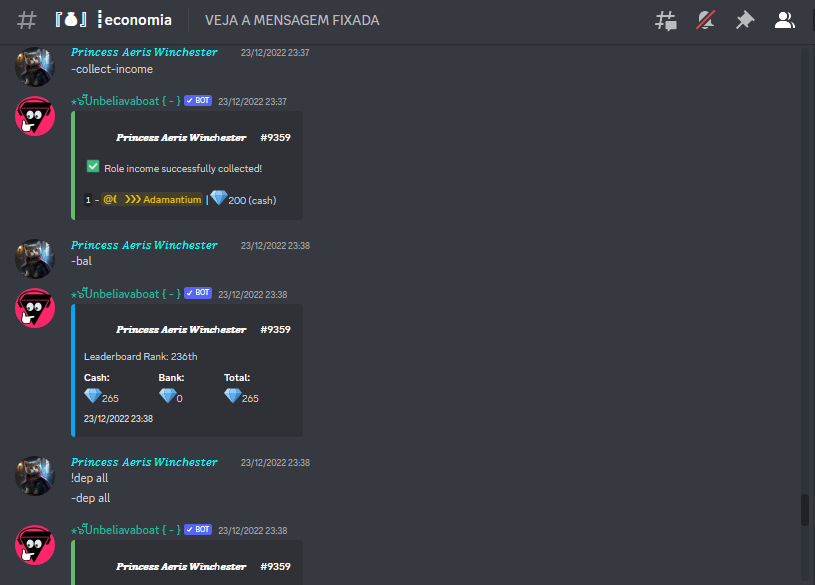 # 『💰』┋economia VEJA A MENSAGEM FIXADA
Princess Aeris Winchester 23/12/2022 23:37
-collect-income
Unbeliavaboat { - } ✓ BOT 23/12/2022 23:37
Princess Aeris Winchester #9359
✅ Role income successfully collected!
1 - @⦗ ⟩⟩⟩ Adamantium | 💎200 (cash)
Princess Aeris Winchester 23/12/2022 23:38
-bal
Unbeliavaboat { - } ✓ BOT 23/12/2022 23:38
Princess Aeris Winchester #9359
Leaderboard Rank: 236th
Cash: Bank: Total:
💎265 💎0 💎265
23/12/2022 23:38
Princess Aeris Winchester 23/12/2022 23:38
!dep all
-dep all
Unbeliavaboat { - } ✓ BOT 23/12/2022 23:38
Princess Aeris Winchester #9359